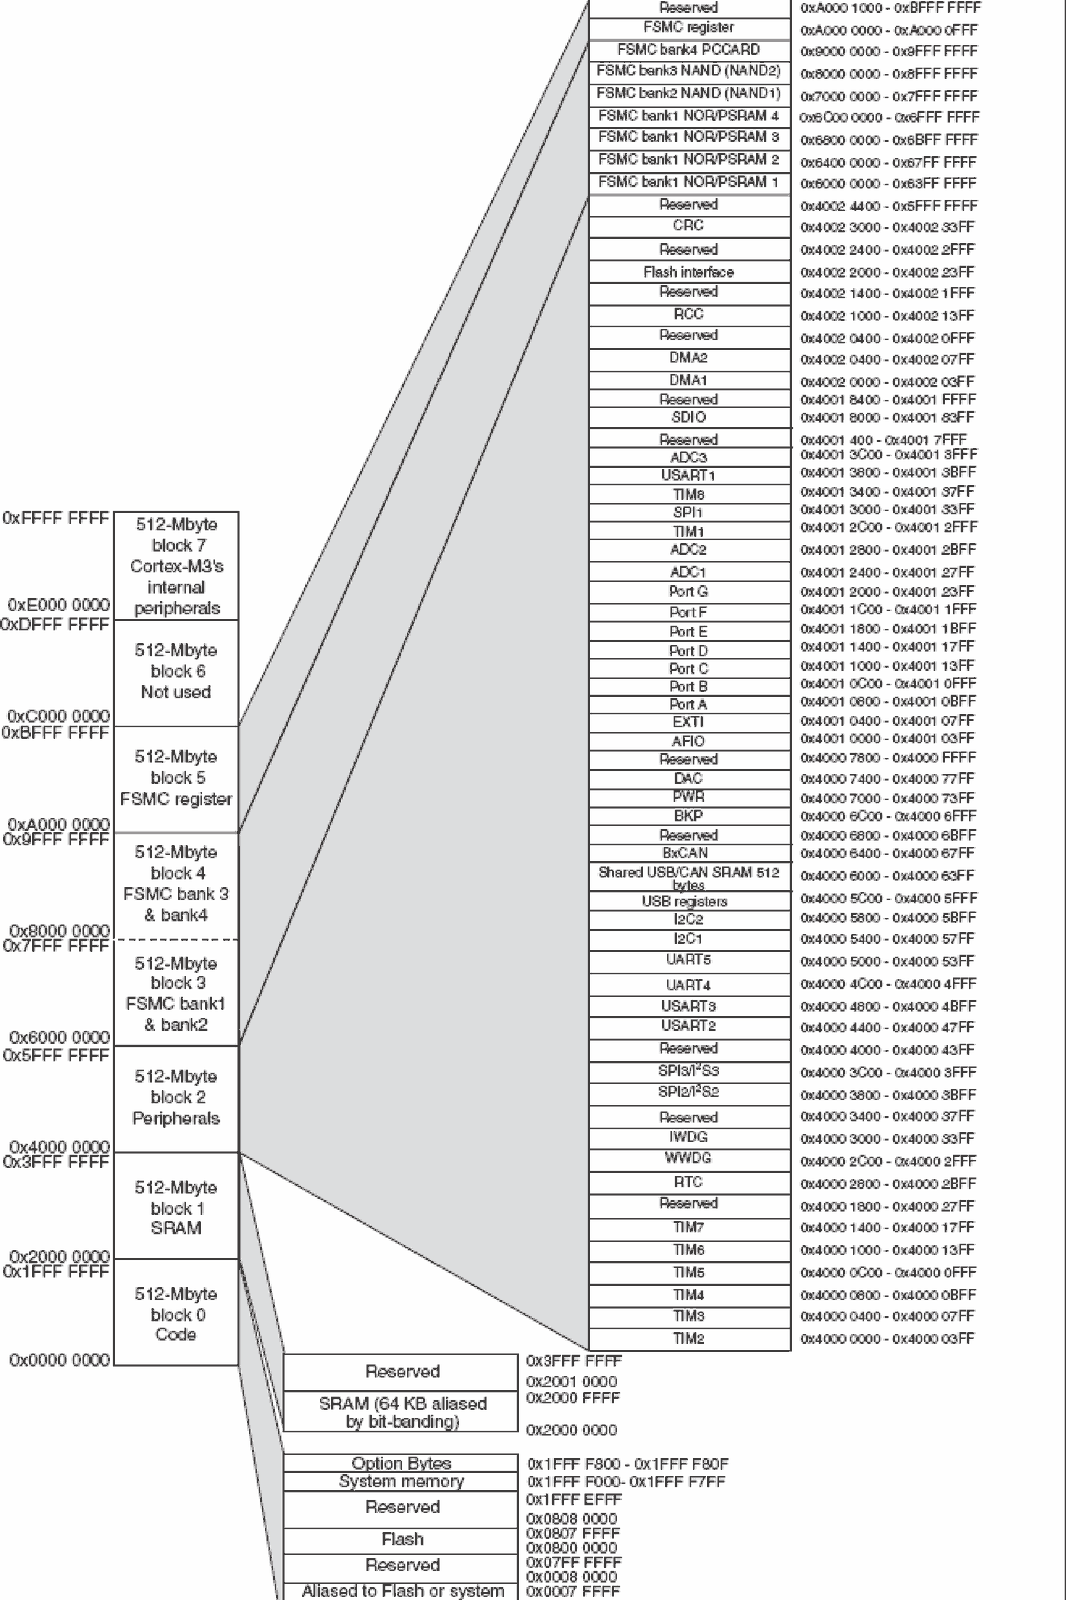 Reserved 0xA000 1000 - 0xBFFF FFFF
FSMC register 0xA000 0000 - 0xA000 0FFF
FSMC bank4 PCCARD 0x9000 0000 - 0x9FFF FFFF
FSMC bank3 NAND (NAND2) 0x8000 0000 - 0x8FFF FFFF
FSMC bank2 NAND (NAND1) 0x7000 0000 - 0x7FFF FFFF
FSMC bank1 NOR/PSRAM 4 0x6C00 0000 - 0x6FFF FFFF
FSMC bank1 NOR/PSRAM 3 0x6800 0000 - 0x6BFF FFFF
FSMC bank1 NOR/PSRAM 2 0x6400 0000 - 0x67FF FFFF
FSMC bank1 NOR/PSRAM 1 0x6000 0000 - 0x63FF FFFF
Reserved 0x4002 4400 - 0x5FFF FFFF
CRC 0x4002 3000 - 0x4002 33FF
Reserved 0x4002 2400 - 0x4002 2FFF
Flash interface 0x4002 2000 - 0x4002 23FF
Reserved 0x4002 1400 - 0x4002 1FFF
RCC 0x4002 1000 - 0x4002 13FF
Reserved 0x4002 0400 - 0x4002 0FFF
DMA2 0x4002 0400 - 0x4002 07FF
DMA1 0x4002 0000 - 0x4002 03FF
Reserved 0x4001 8400 - 0x4001 FFFF
SDIO 0x4001 8000 - 0x4001 83FF
Reserved 0x4001 400 - 0x4001 7FFF
ADC3 0x4001 3C00 - 0x4001 3FFF
USART1 0x4001 3800 - 0x4001 3BFF
TIM8 0x4001 3400 - 0x4001 37FF
SPI1 0x4001 3000 - 0x4001 33FF
TIM1 0x4001 2C00 - 0x4001 2FFF
ADC2 0x4001 2800 - 0x4001 2BFF
ADC1 0x4001 2400 - 0x4001 27FF
Port G 0x4001 2000 - 0x4001 23FF
Port F 0x4001 1C00 - 0x4001 1FFF
Port E 0x4001 1800 - 0x4001 1BFF
Port D 0x4001 1400 - 0x4001 17FF
Port C 0x4001 1000 - 0x4001 13FF
Port B 0x4001 0C00 - 0x4001 0FFF
Port A 0x4001 0800 - 0x4001 0BFF
EXTI 0x4001 0400 - 0x4001 07FF
AFIO 0x4001 0000 - 0x4001 03FF
Reserved 0x4000 7800 - 0x4000 FFFF
DAC 0x4000 7400 - 0x4000 77FF
PWR 0x4000 7000 - 0x4000 73FF
BKP 0x4000 6C00 - 0x4000 6FFF
Reserved 0x4000 6800 - 0x4000 6BFF
BxCAN 0x4000 6400 - 0x4000 67FF
Shared USB/CAN SRAM 512 0x4000 6000 - 0x4000 63FF
bytes
USB registers 0x4000 5C00 - 0x4000 5FFF
I2C2 0x4000 5800 - 0x4000 5BFF
I2C1 0x4000 5400 - 0x4000 57FF
UART5 0x4000 5000 - 0x4000 53FF
UART4 0x4000 4C00 - 0x4000 4FFF
USART3 0x4000 4800 - 0x4000 4BFF
USART2 0x4000 4400 - 0x4000 47FF
Reserved 0x4000 4000 - 0x4000 43FF
SPI3/I²S3 0x4000 3C00 - 0x4000 3FFF
SPI2/I²S2 0x4000 3800 - 0x4000 3BFF
Reserved 0x4000 3400 - 0x4000 37FF
IWDG 0x4000 3000 - 0x4000 33FF
WWDG 0x4000 2C00 - 0x4000 2FFF
RTC 0x4000 2800 - 0x4000 2BFF
Reserved 0x4000 1800 - 0x4000 27FF
TIM7 0x4000 1400 - 0x4000 17FF
TIM6 0x4000 1000 - 0x4000 13FF
TIM5 0x4000 0C00 - 0x4000 0FFF
TIM4 0x4000 0800 - 0x4000 0BFF
TIM3 0x4000 0400 - 0x4000 07FF
TIM2 0x4000 0000 - 0x4000 03FF
0xFFFF FFFF
512-Mbyte
block 7
Cortex-M3's
internal
peripherals
0xE000 0000
0xDFFF FFFF
512-Mbyte
block 6
Not used
0xC000 0000
0xBFFF FFFF
512-Mbyte
block 5
FSMC register
0xA000 0000
0x9FFF FFFF
512-Mbyte
block 4
FSMC bank 3
& bank4
0x8000 0000
0x7FFF FFFF
512-Mbyte
block 3
FSMC bank1
& bank2
0x6000 0000
0x5FFF FFFF
512-Mbyte
block 2
Peripherals
0x4000 0000
0x3FFF FFFF
512-Mbyte
block 1
SRAM
0x2000 0000
0x1FFF FFFF
512-Mbyte
block 0
Code
0x0000 0000
0x3FFF FFFF
Reserved
0x2001 0000
0x2000 FFFF
SRAM (64 KB aliased
by bit-banding)
0x2000 0000
Option Bytes 0x1FFF F800 - 0x1FFF F80F
System memory 0x1FFF F000- 0x1FFF F7FF
0x1FFF EFFF
Reserved
0x0808 0000
0x0807 FFFF
Flash
0x0800 0000
0x07FF FFFF
Reserved
0x0008 0000
Aliased to Flash or system 0x0007 FFFF